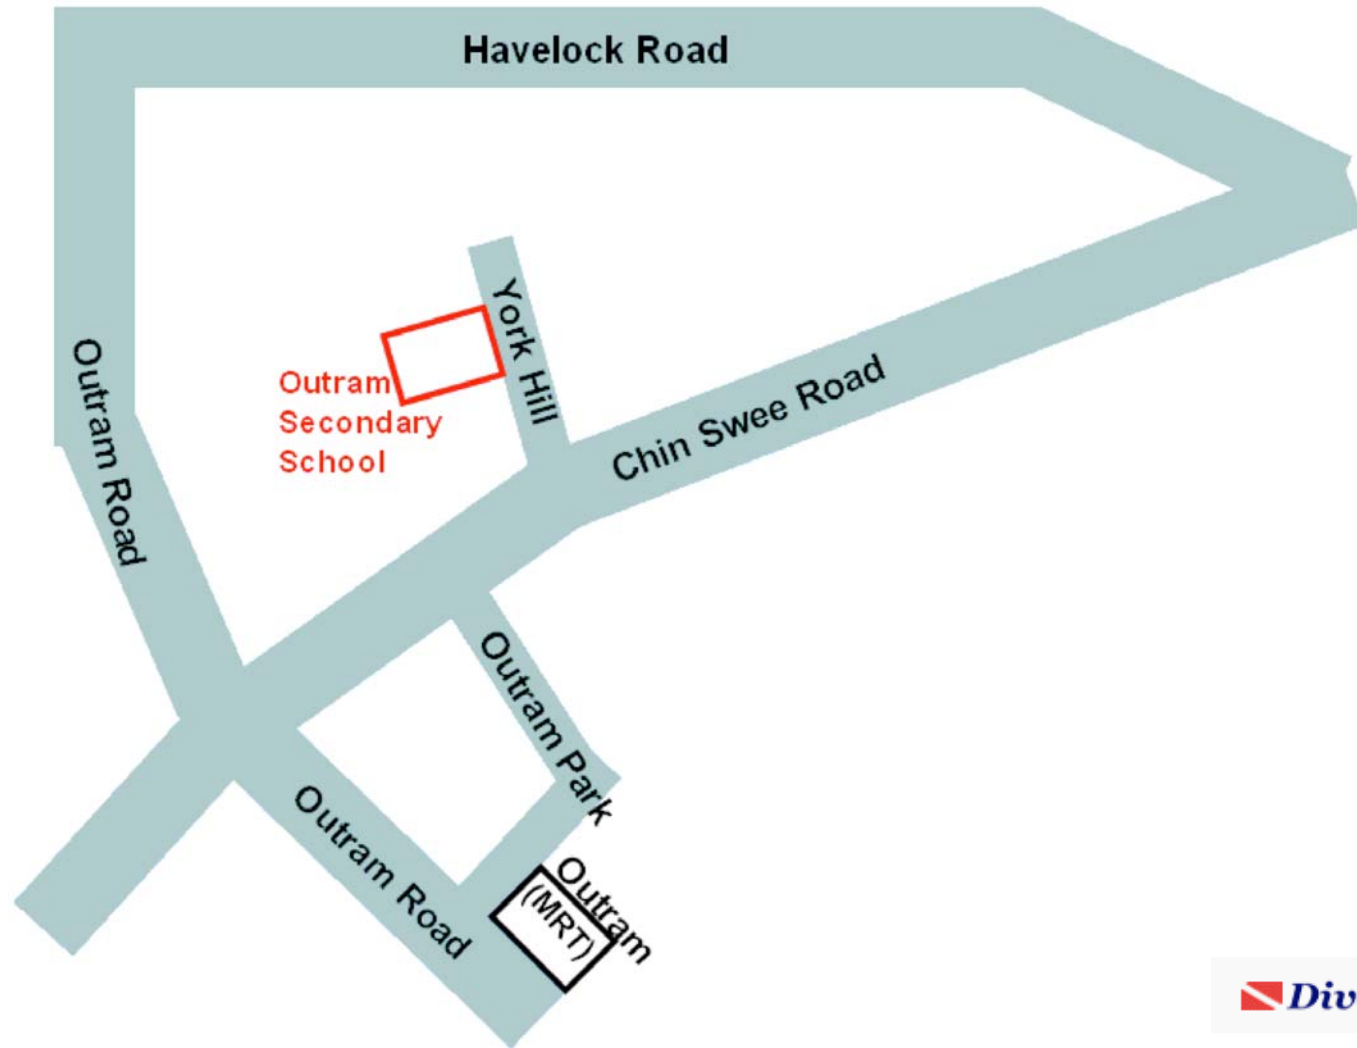 Havelock Road
York Hill
Outram Road
Outram
Secondary
School
Chin Swee Road
Outram Park
Outram Road
Outram
(MRT)
Div